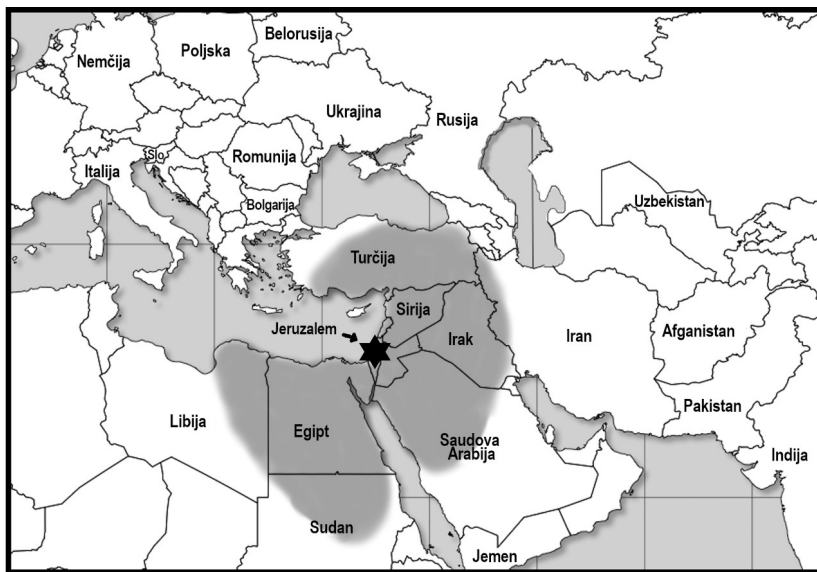 Belorusija
Poljska
Nemčija
Ukrajina
Rusija
Slo
Romunija
Italija
Bolgarija
Uzbekistan
Turčija
Sirija
Jeruzalem
Irak
Iran
Afganistan
Pakistan
Libija
Egipt
Saudova
Arabija
Indija
Sudan
Jemen